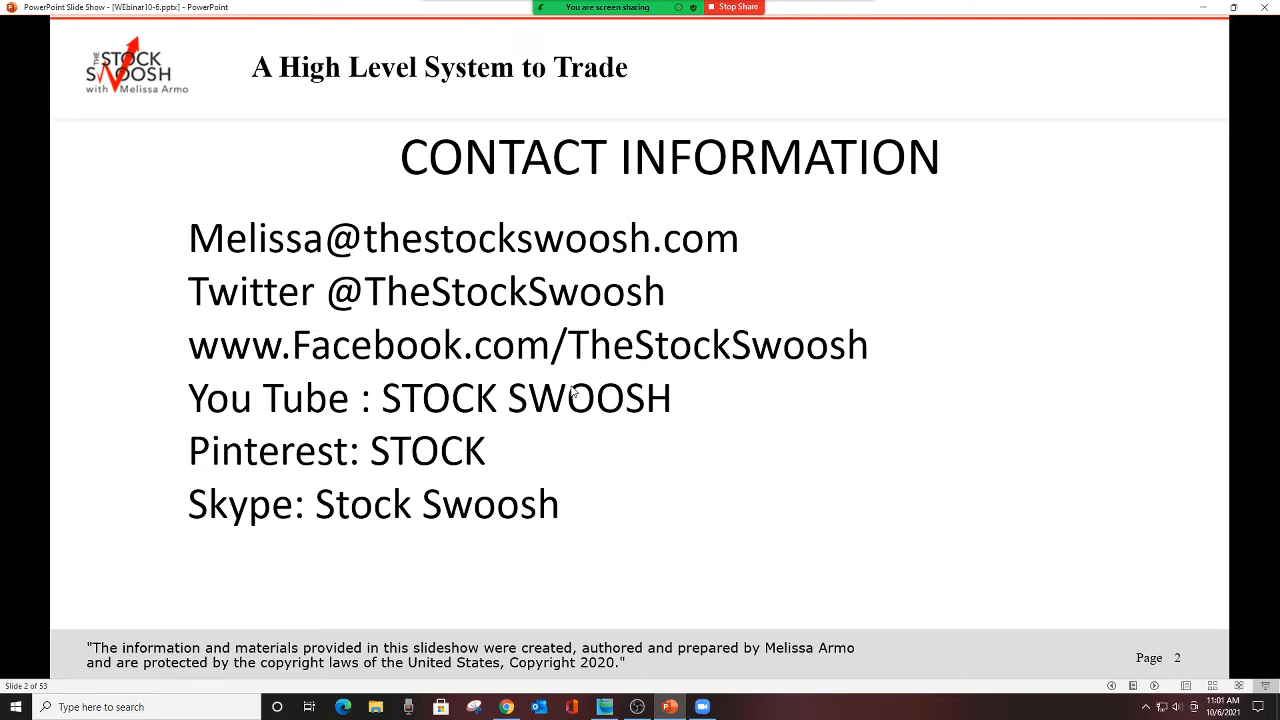 PowerPoint Slide Show - [WEbinar10-6.pptx] - PowerPoint
You are screen sharing
Stop Share
THE STOCK
SWOOSH
with Melissa Armo
A High Level System to Trade
CONTACT INFORMATION
Melissa@thestockswoosh.com
Twitter @TheStockSwoosh
www.Facebook.com/TheStockSwoosh
You Tube : STOCK SWOOSH
Pinterest: STOCK
Skype: Stock Swoosh
"The information and materials provided in this slideshow were created, authored and prepared by Melissa Armo
and are protected by the copyright laws of the United States, Copyright 2020."
Page 2
Slide 2 of 53
Type here to search
11:01 AM
10/6/2021